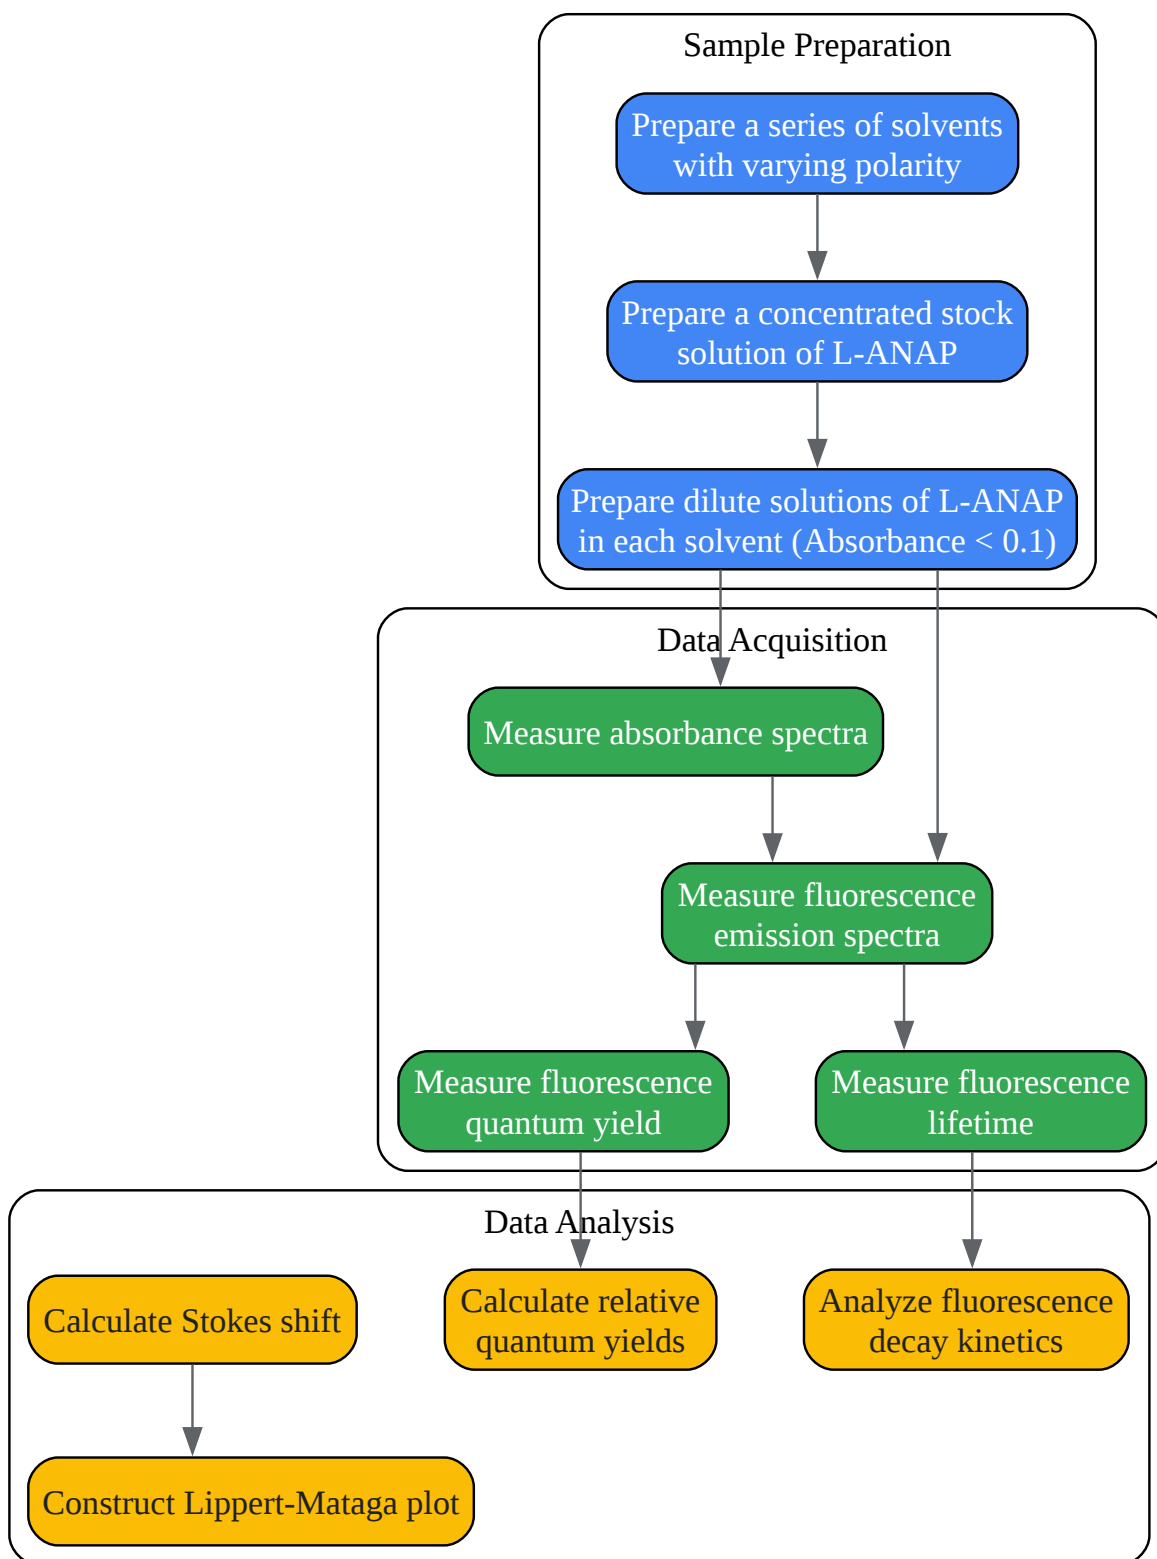 Sample Preparation
Prepare a series of solvents
with varying polarity
Prepare a concentrated stock
solution of L-ANAP
Prepare dilute solutions of L-ANAP
in each solvent (Absorbance < 0.1)
Data Acquisition
Measure absorbance spectra
Measure fluorescence
emission spectra
Measure fluorescence
quantum yield
Measure fluorescence
lifetime
Data Analysis
Calculate Stokes shift
Calculate relative
quantum yields
Analyze fluorescence
decay kinetics
Construct Lippert-Mataga plot